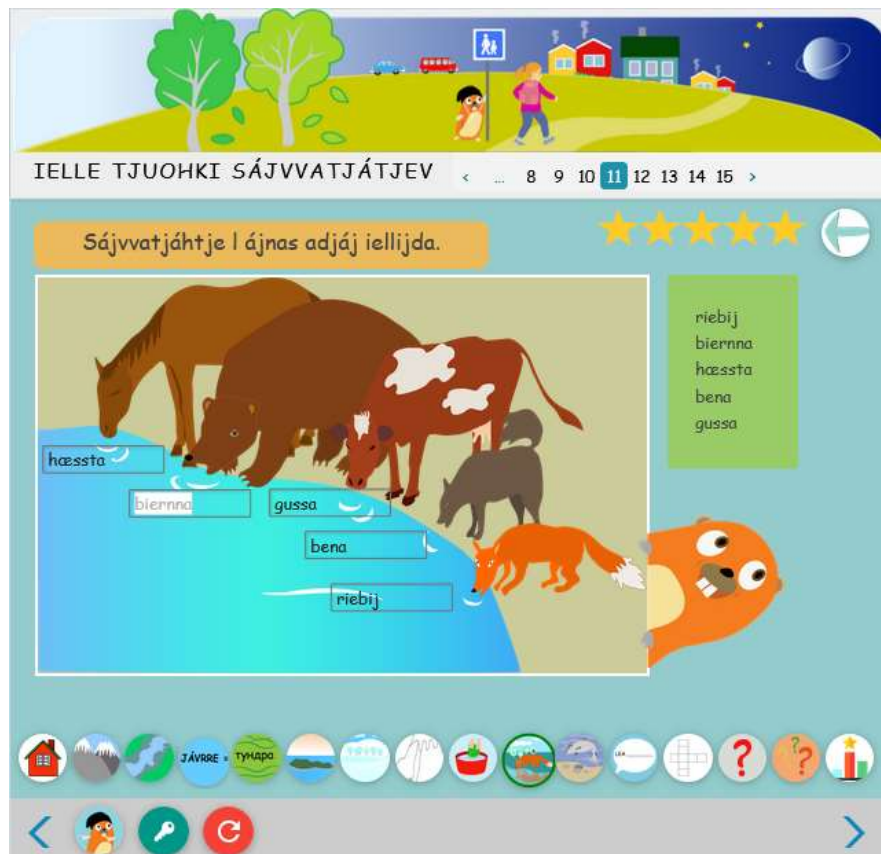 IELLE TJUOHKI SÁJVVATJÁTJEV
‹ ... 8 9 10 11 12 13 14 15 ›
Sájvvatjáhtje l ájnas adjáj iellijda.
riebij
biernna
hæssta
bena
gussa
hæssta
biernna
gussa
bena
riebij
JÁVRRE =
ТУНДРА
?
? ?